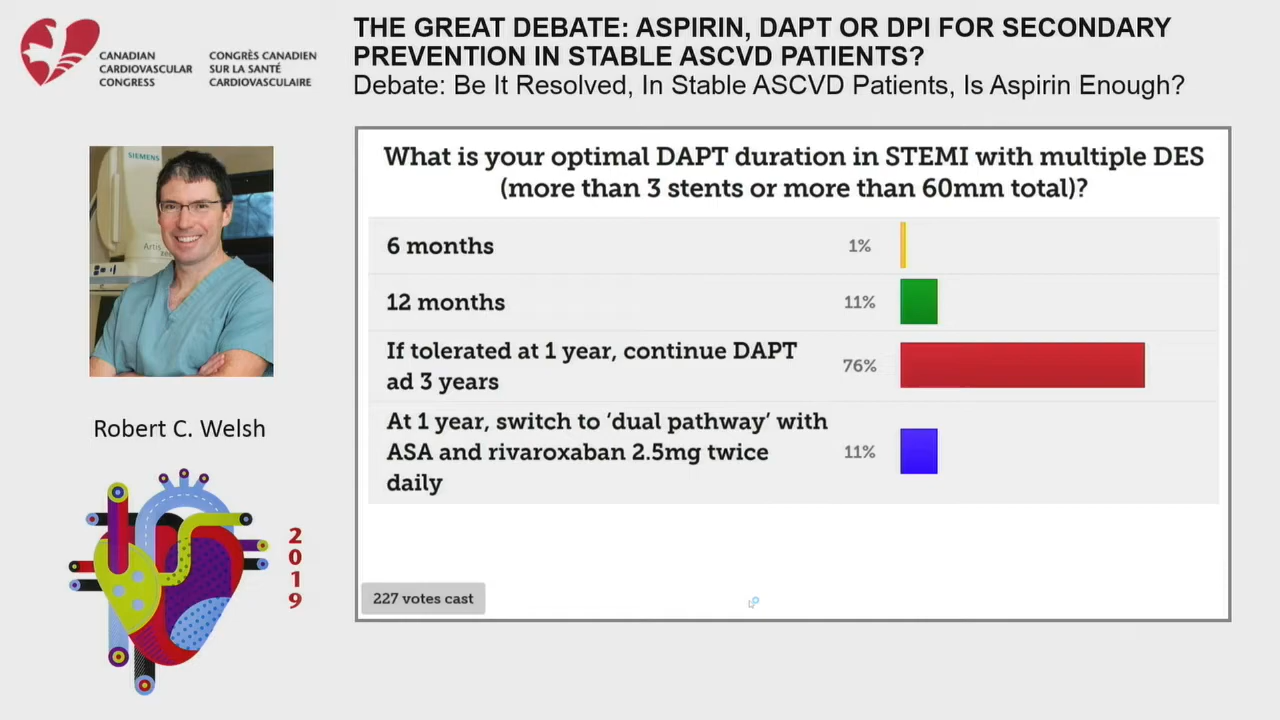 CANADIAN
CARDIOVASCULAR
CONGRESS
CONGRÈS CANADIEN
SUR LA SANTÉ
CARDIOVASCULAIRE
THE GREAT DEBATE: ASPIRIN, DAPT OR DPI FOR SECONDARY
PREVENTION IN STABLE ASCVD PATIENTS?
Debate: Be It Resolved, In Stable ASCVD Patients, Is Aspirin Enough?
SIEMENS
Artis
Robert C. Welsh
2019
What is your optimal DAPT duration in STEMI with multiple DES
(more than 3 stents or more than 60mm total)?
6 months 1%
12 months 11%
If tolerated at 1 year, continue DAPT
ad 3 years 76%
At 1 year, switch to ‘dual pathway’ with
ASA and rivaroxaban 2.5mg twice 11%
daily
227 votes cast